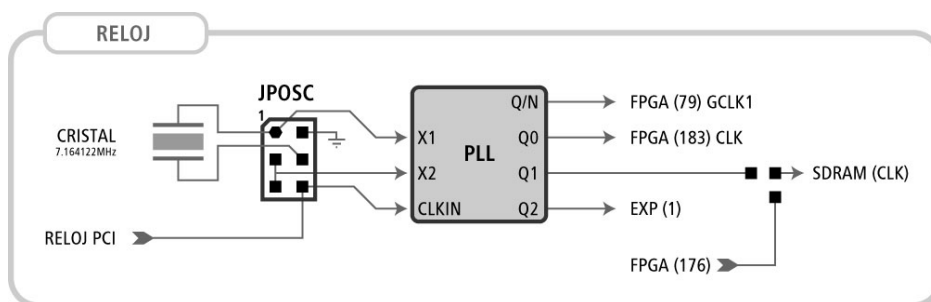 RELOJ
JPOSC
1
CRISTAL
7.164122MHz
RELOJ PCI
PLL
X1
X2
CLKIN
Q/N
Q0
Q1
Q2
FPGA (79) GCLK1
FPGA (183) CLK
SDRAM (CLK)
EXP (1)
FPGA (176)